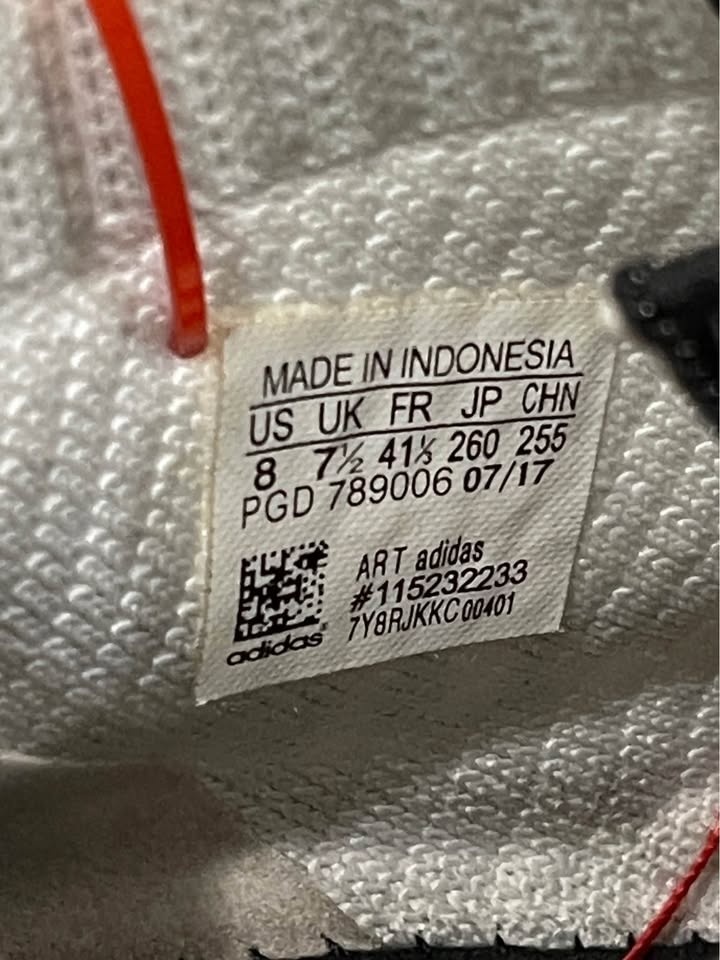 MADE IN INDONESIA
US UK FR JP CHN
8 7½ 41⅓ 260 255
PGD 789006 07/17
ART adidas
#115232233
7Y8RJKKC00401
adidas